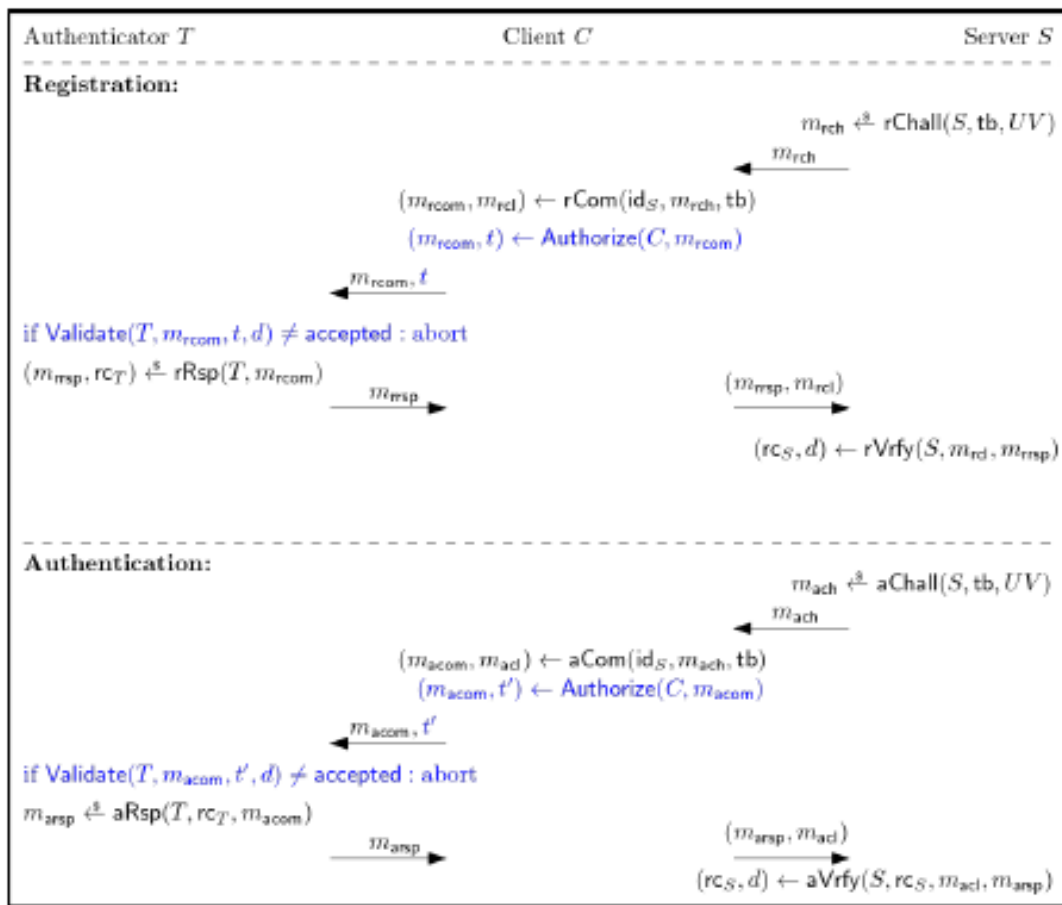 Authenticator T Client C Server S
Registration:
m_rch ←$ rChall(S, tb, UV)
m_rch
(m_rcom, m_rcl) ← rCom(id_S, m_rch, tb)
(m_rcom, t) ← Authorize(C, m_rcom)
m_rcom, t
if Validate(T, m_rcom, t, d) ≠ accepted : abort
(m_rrsp, rc_T) ←$ rRsp(T, m_rcom)
m_rrsp (m_rrsp, m_rcl)
(rc_S, d) ← rVrfy(S, m_rcl, m_rrsp)
Authentication:
m_ach ←$ aChall(S, tb, UV)
m_ach
(m_acom, m_acl) ← aCom(id_S, m_ach, tb)
(m_acom, t′) ← Authorize(C, m_acom)
m_acom, t′
if Validate(T, m_acom, t′, d) ≠ accepted : abort
m_arsp ←$ aRsp(T, rc_T, m_acom)
m_arsp (m_arsp, m_acl)
(rc_S, d) ← aVrfy(S, rc_S, m_acl, m_arsp)